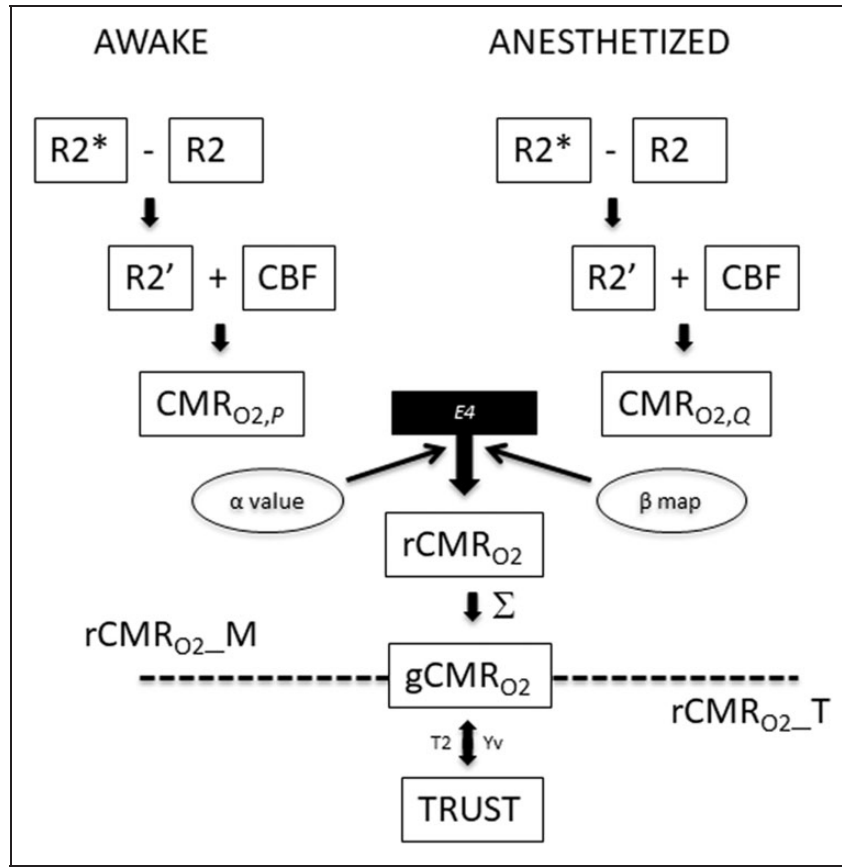 AWAKE ANESTHETIZED
R2* - R2 R2* - R2
R2’ + CBF R2’ + CBF
CMRO2,P E4 CMRO2,Q
α value β map
rCMRO2
Σ
rCMRO2_M
gCMRO2
rCMRO2_T
T2 Yv
TRUST